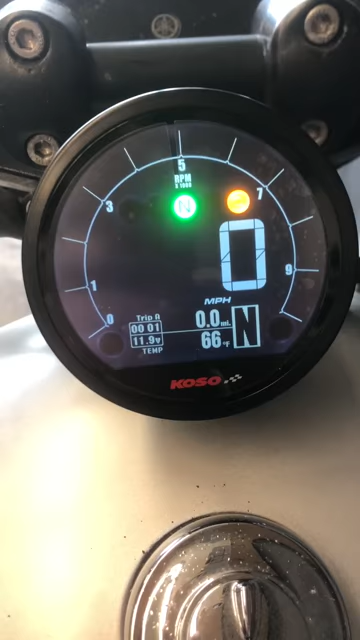 5
RPM
X 1000
3
N
7
0
1
9
MPH
0
Trip A
0.0 mi.
00 01
N
11.9v
66 °F
TEMP
KOSO